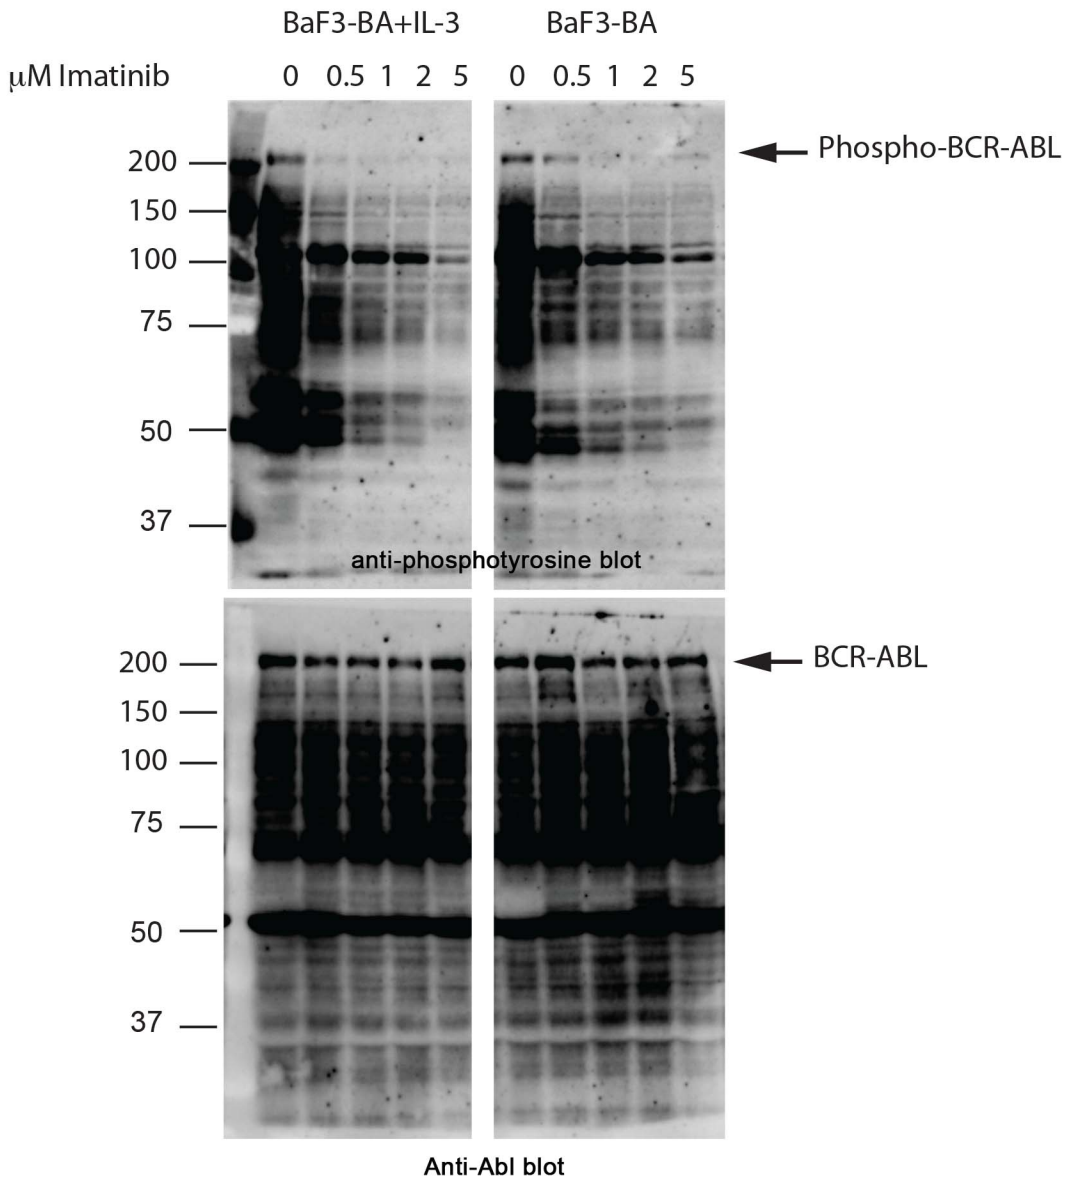 BaF3-BA+IL-3 BaF3-BA
μM Imatinib 0 0.5 1 2 5 0 0.5 1 2 5
200 Phospho-BCR-ABL
150
100
75
50
37
anti-phosphotyrosine blot
200 BCR-ABL
150
100
75
50
37
Anti-Abl blot